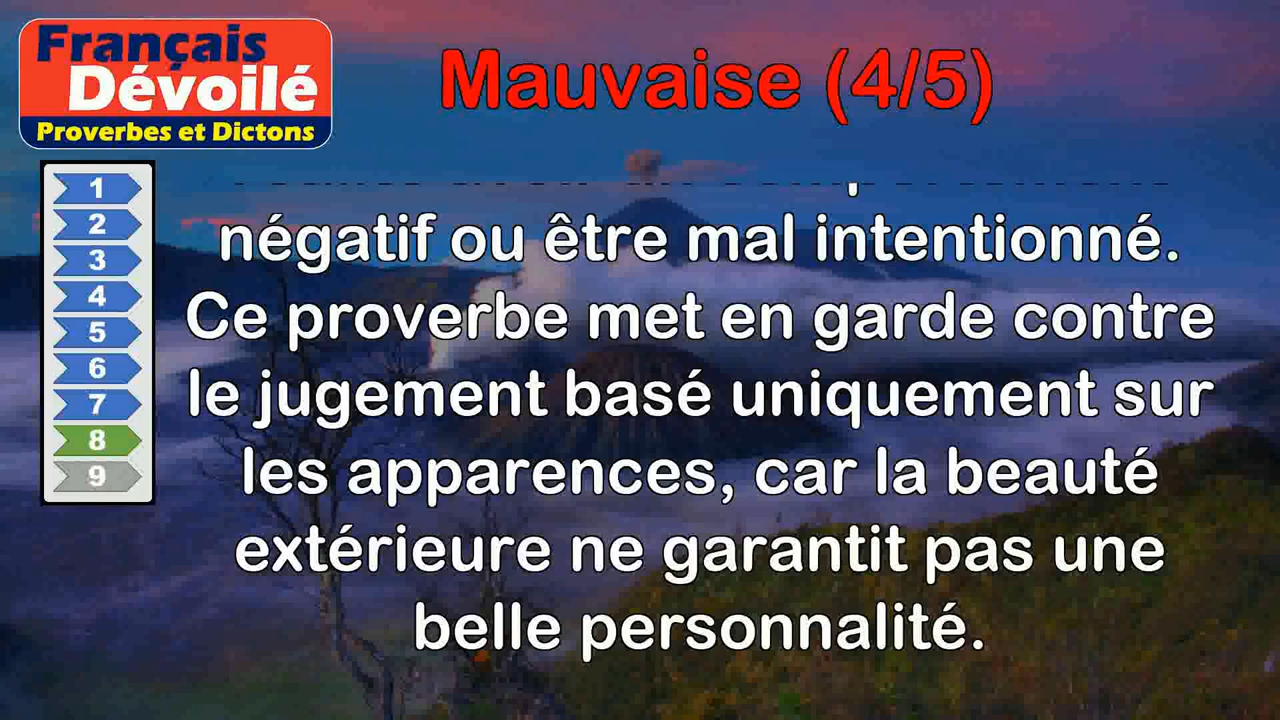 Français
Dévoilé
Proverbes et Dictons
Mauvaise (4/5)
1
2
3
4
5
6
7
8
9
négatif ou être mal intentionné.
Ce proverbe met en garde contre
le jugement basé uniquement sur
les apparences, car la beauté
extérieure ne garantit pas une
belle personnalité.